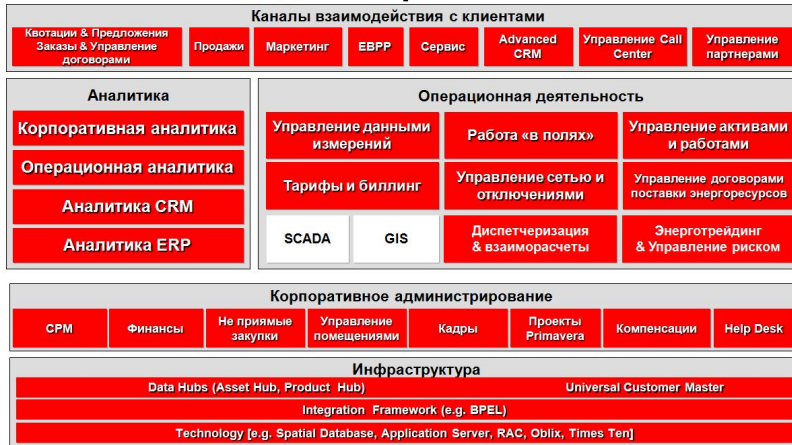 Каналы взаимодействия с клиентами
Квотации & Предложения
Заказы & Управление
договорами
Продажи
Маркетинг
EBPP
Сервис
Advanced
CRM
Управление Call
Center
Управление
партнерами
Аналитика
Корпоративная аналитика
Операционная аналитика
Аналитика CRM
Аналитика ERP
Операционная деятельность
Управление данными
измерений
Работа «в полях»
Управление активами
и работами
Тарифы и биллинг
Управление сетью и
отключениями
Управление договорами
поставки энергоресурсов
SCADA
GIS
Диспетчеризация
& взаиморасчеты
Энерготрейдинг
& Управление риском
Корпоративное администрирование
CPM
Финансы
Не приямые
закупки
Управление
помещениями
Кадры
Проекты
Primavera
Компенсации
Help Desk
Инфраструктура
Data Hubs (Asset Hub, Product Hub)
Universal Customer Master
Integration Framework (e.g. BPEL)
Technology [e.g. Spatial Database, Application Server, RAC, Oblix, Times Ten]